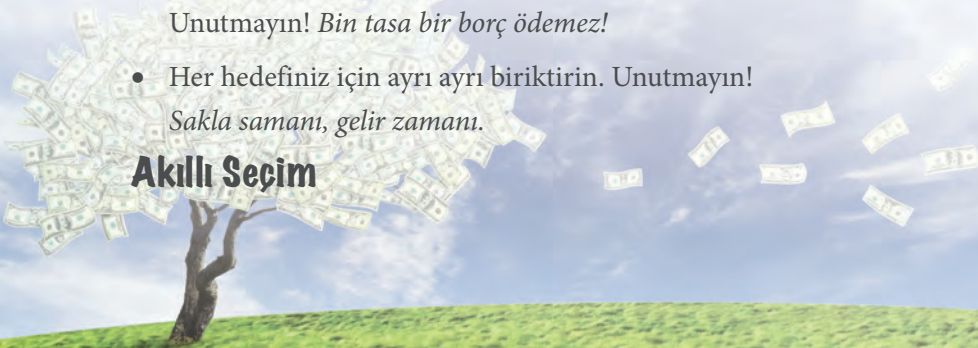 Unutmayın! Bin tasa bir borç ödemez!
• Her hedefiniz için ayrı ayrı biriktirin. Unutmayın!
Sakla samanı, gelir zamanı.
Akıllı Seçim